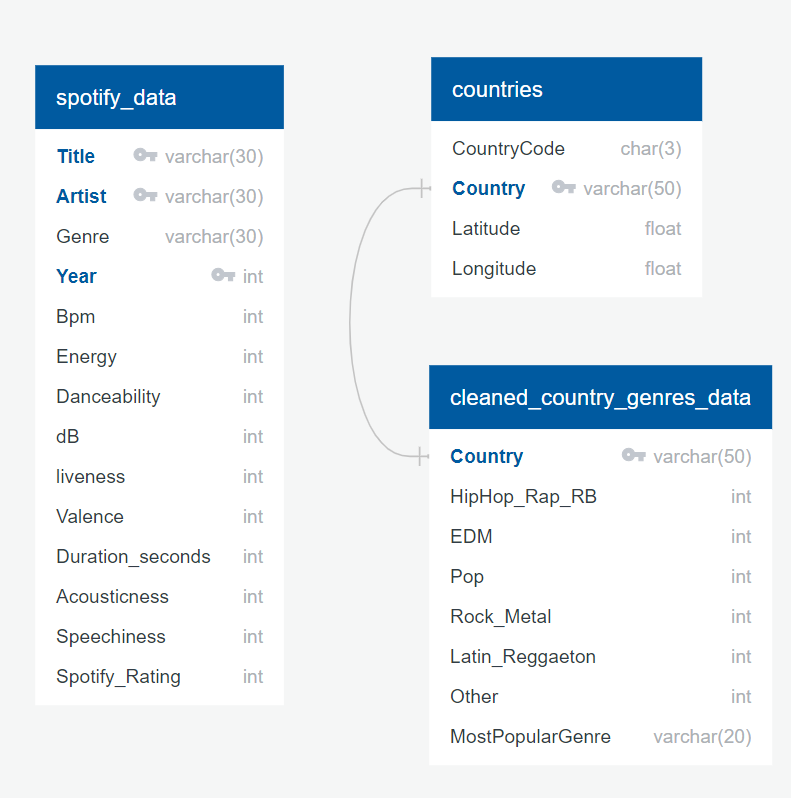 spotify_data
Title varchar(30)
Artist varchar(30)
Genre varchar(30)
Year int
Bpm int
Energy int
Danceability int
dB int
liveness int
Valence int
Duration_seconds int
Acousticness int
Speechiness int
Spotify_Rating int
countries
CountryCode char(3)
Country varchar(50)
Latitude float
Longitude float
cleaned_country_genres_data
Country varchar(50)
HipHop_Rap_RB int
EDM int
Pop int
Rock_Metal int
Latin_Reggaeton int
Other int
MostPopularGenre varchar(20)